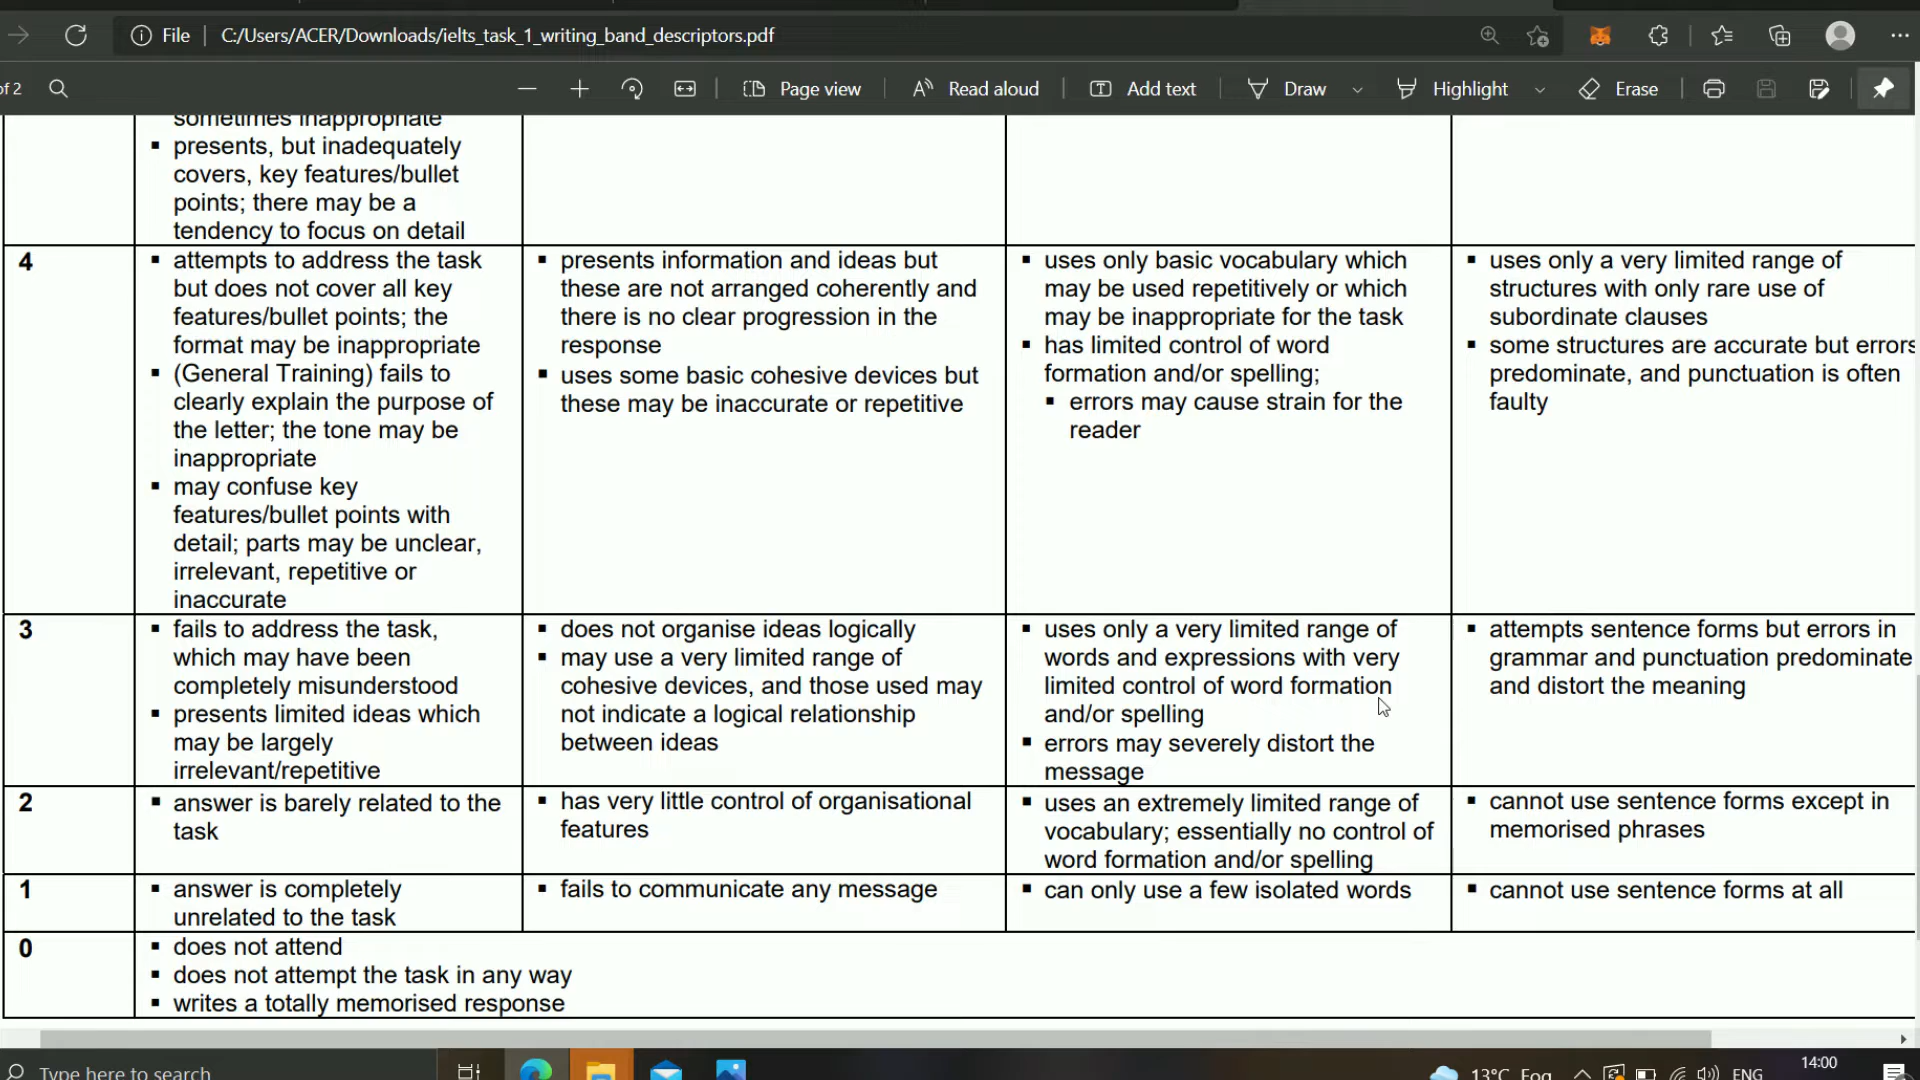 File
C:/Users/ACER/Downloads/ielts_task_1_writing_band_descriptors.pdf
of 2
Page view
Read aloud
Add text
Draw
Highlight
Erase
sometimes inappropriate
▪ presents, but inadequately
covers, key features/bullet
points; there may be a
tendency to focus on detail
4
▪ attempts to address the task
but does not cover all key
features/bullet points; the
format may be inappropriate
▪ (General Training) fails to
clearly explain the purpose of
the letter; the tone may be
inappropriate
▪ may confuse key
features/bullet points with
detail; parts may be unclear,
irrelevant, repetitive or
inaccurate
▪ presents information and ideas but
these are not arranged coherently and
there is no clear progression in the
response
▪ uses some basic cohesive devices but
these may be inaccurate or repetitive
▪ uses only basic vocabulary which
may be used repetitively or which
may be inappropriate for the task
▪ has limited control of word
formation and/or spelling;
▪ errors may cause strain for the
reader
▪ uses only a very limited range of
structures with only rare use of
subordinate clauses
▪ some structures are accurate but errors
predominate, and punctuation is often
faulty
3
▪ fails to address the task,
which may have been
completely misunderstood
▪ presents limited ideas which
may be largely
irrelevant/repetitive
▪ does not organise ideas logically
▪ may use a very limited range of
cohesive devices, and those used may
not indicate a logical relationship
between ideas
▪ uses only a very limited range of
words and expressions with very
limited control of word formation
and/or spelling
▪ errors may severely distort the
message
▪ attempts sentence forms but errors in
grammar and punctuation predominate
and distort the meaning
2
▪ answer is barely related to the
task
▪ has very little control of organisational
features
▪ uses an extremely limited range of
vocabulary; essentially no control of
word formation and/or spelling
▪ cannot use sentence forms except in
memorised phrases
1
▪ answer is completely
unrelated to the task
▪ fails to communicate any message
▪ can only use a few isolated words
▪ cannot use sentence forms at all
0
▪ does not attend
▪ does not attempt the task in any way
▪ writes a totally memorised response
Type here to search
13°C Fog
ENG
14:00